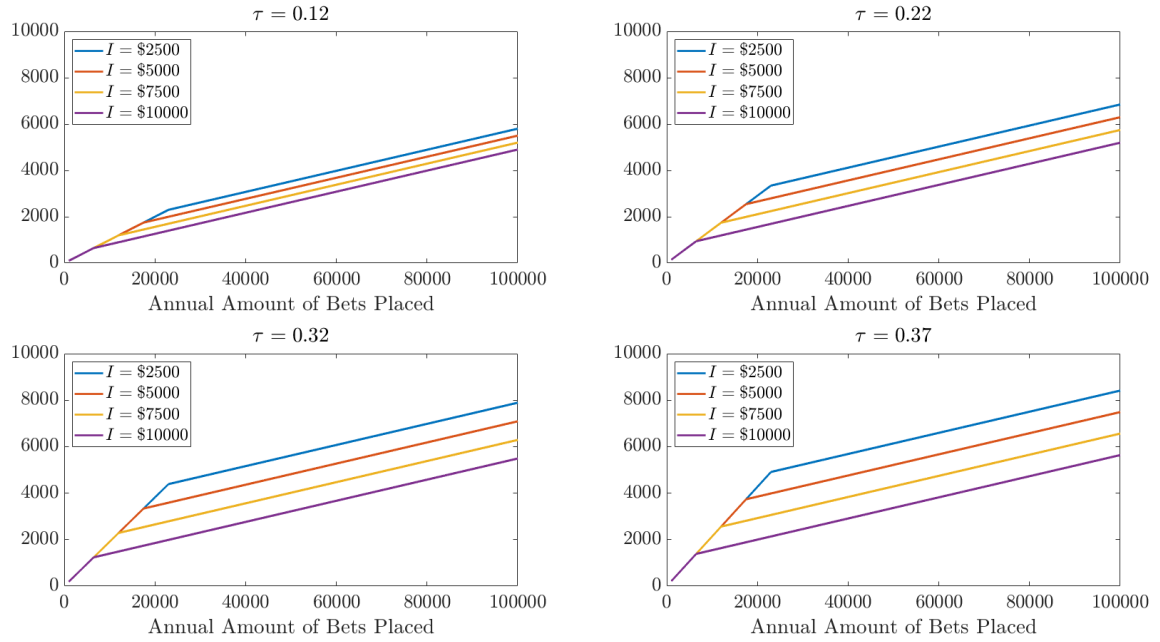 τ = 0.12
10000
8000
6000
4000
2000
0
I = $2500
I = $5000
I = $7500
I = $10000
0 20000 40000 60000 80000 100000
Annual Amount of Bets Placed
τ = 0.22
10000
8000
6000
4000
2000
0
I = $2500
I = $5000
I = $7500
I = $10000
0 20000 40000 60000 80000 100000
Annual Amount of Bets Placed
τ = 0.32
10000
8000
6000
4000
2000
0
I = $2500
I = $5000
I = $7500
I = $10000
0 20000 40000 60000 80000 100000
Annual Amount of Bets Placed
τ = 0.37
10000
8000
6000
4000
2000
0
I = $2500
I = $5000
I = $7500
I = $10000
0 20000 40000 60000 80000 100000
Annual Amount of Bets Placed